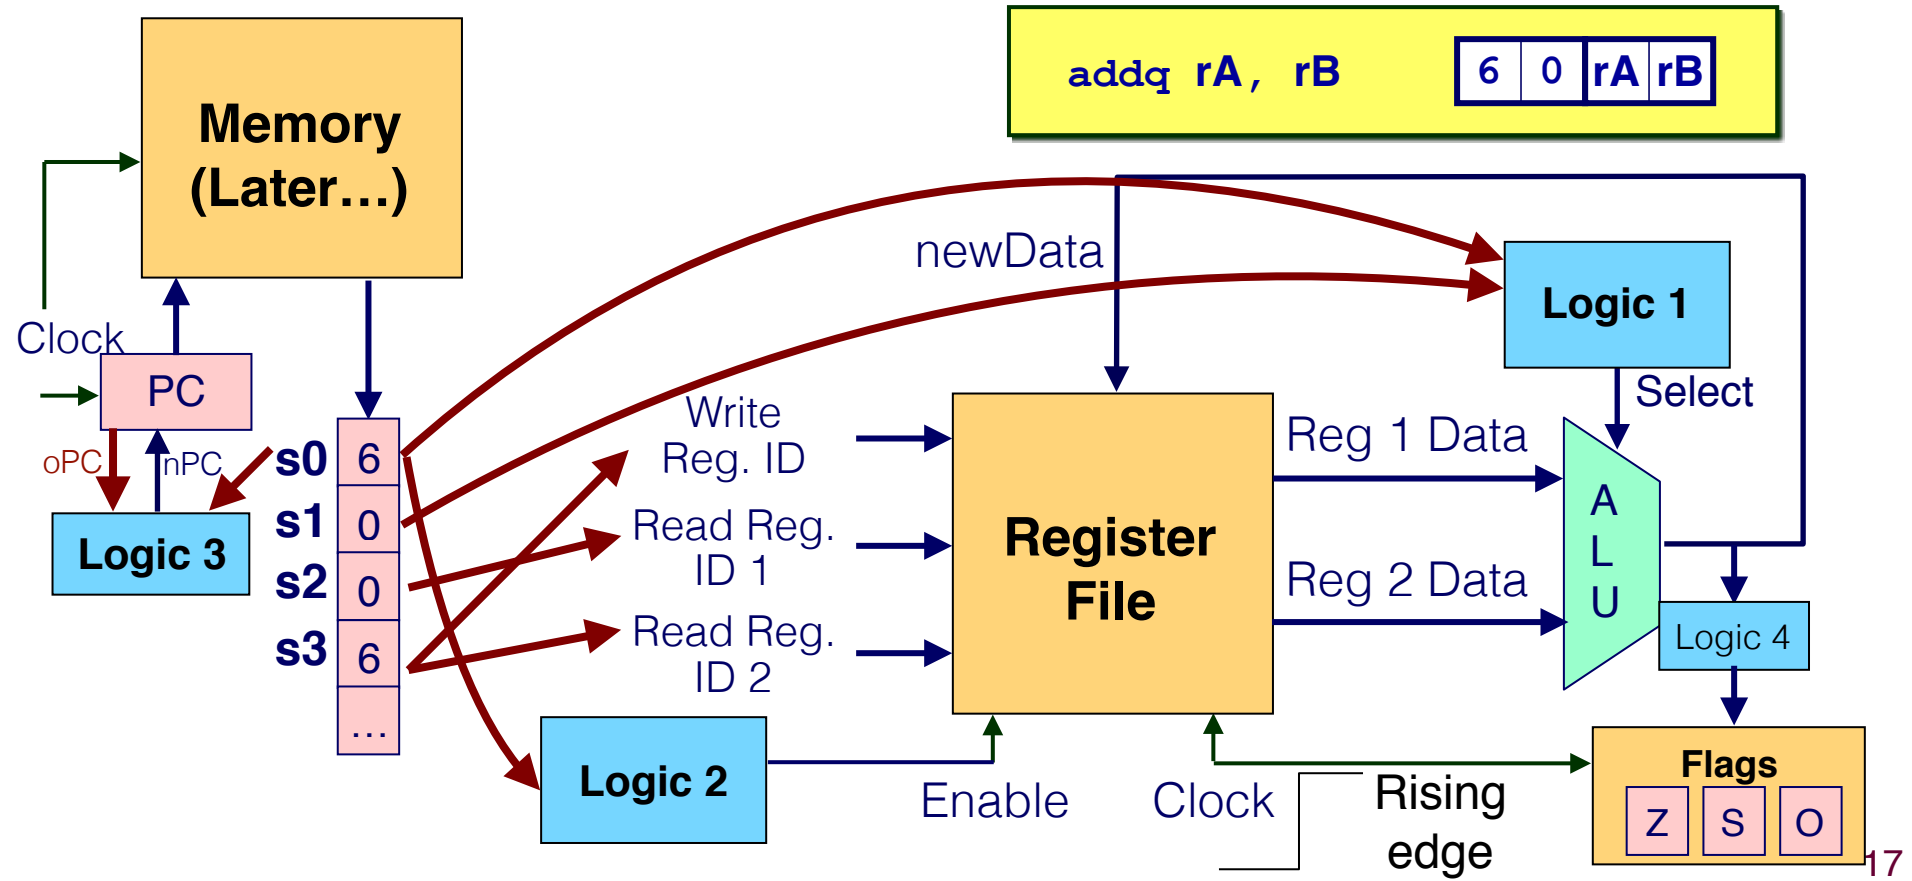 addq rA, rB
6 0 rA rB
Memory
(Later...)
newData
Logic 1
Clock
PC
Select
oPC
nPC
s0 6
s1 0
s2 0
s3 6
...
Logic 3
Write
Reg. ID
Read Reg.
ID 1
Read Reg.
ID 2
Register
File
Reg 1 Data
Reg 2 Data
A
L
U
Logic 4
Logic 2
Enable
Clock
Rising
edge
Flags
Z S O
17